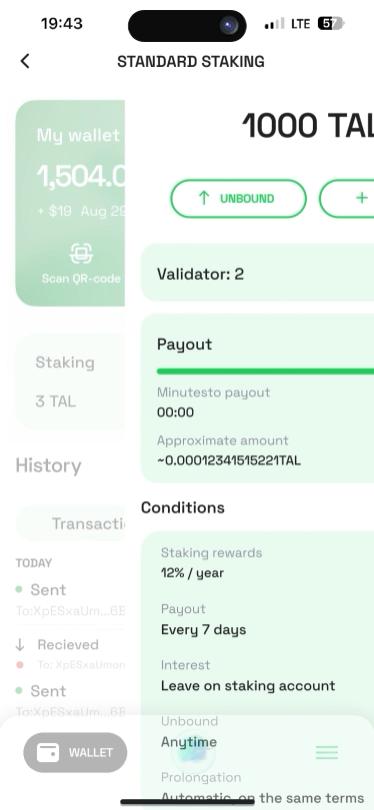 19:43
LTE
57
STANDARD STAKING
My wallet
1,504.0
+ $19 Aug 29
Scan QR-code
Staking
3 TAL
History
Transacti
TODAY
Sent
To:XpESxaUm...6E
Recieved
To: XpESxaUmon
Sent
To:XpESxaUm...6E
1000 TAL
UNBOUND
Validator: 2
Payout
Minutesto payout
00:00
Approximate amount
~0.00012341515221TAL
Conditions
Staking rewards
12% / year
Payout
Every 7 days
Interest
Leave on staking account
Unbound
Anytime
Prolongation
Automatic, on the same terms
WALLET